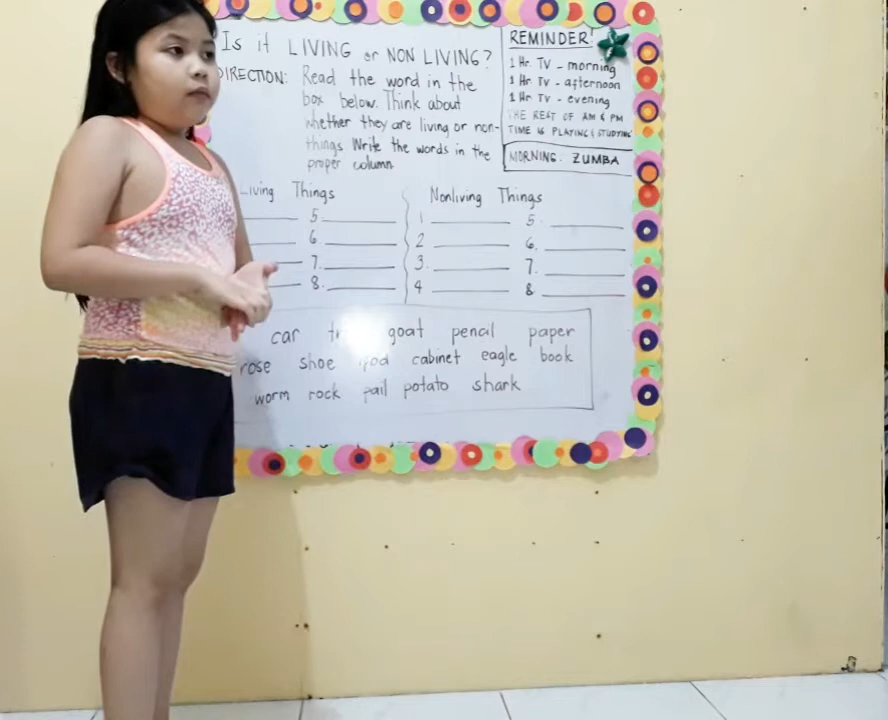 Is it LIVING or NON LIVING?
DIRECTION: Read the word in the
box below. Think about
whether they are living or non-
things. Write the words in the
proper column.
REMINDER!
1 Hr. TV - morning
1 Hr TV - afternoon
1 Hr TV - evening
THE REST OF AM & PM
TIME IS PLAYING & STUDYING
MORNING: ZUMBA
Living Things
5.
6.
7.
8.
Nonliving Things
1
2
3.
4
5.
6.
7.
8.
car goat pencil paper
rose shoe cabinet eagle book
worm rock pail potato shark